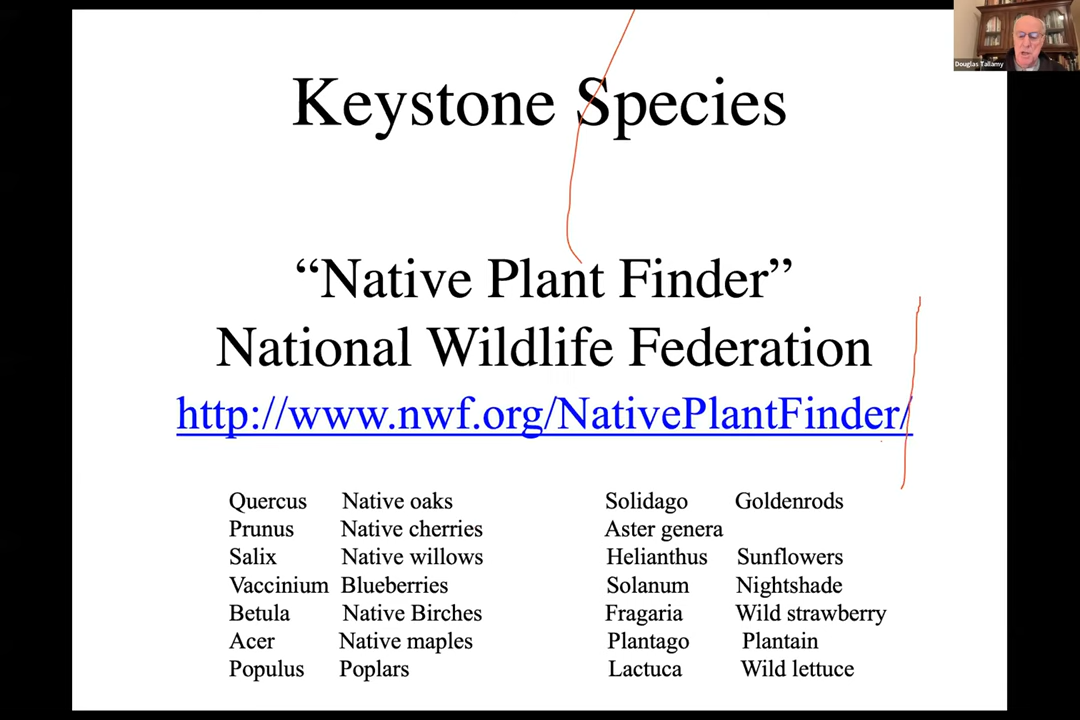 Douglas Tallamy
Keystone Species
“Native Plant Finder”
National Wildlife Federation
http://www.nwf.org/NativePlantFinder/
Quercus Native oaks
Prunus Native cherries
Salix Native willows
Vaccinium Blueberries
Betula Native Birches
Acer Native maples
Populus Poplars
Solidago Goldenrods
Aster genera
Helianthus Sunflowers
Solanum Nightshade
Fragaria Wild strawberry
Plantago Plantain
Lactuca Wild lettuce